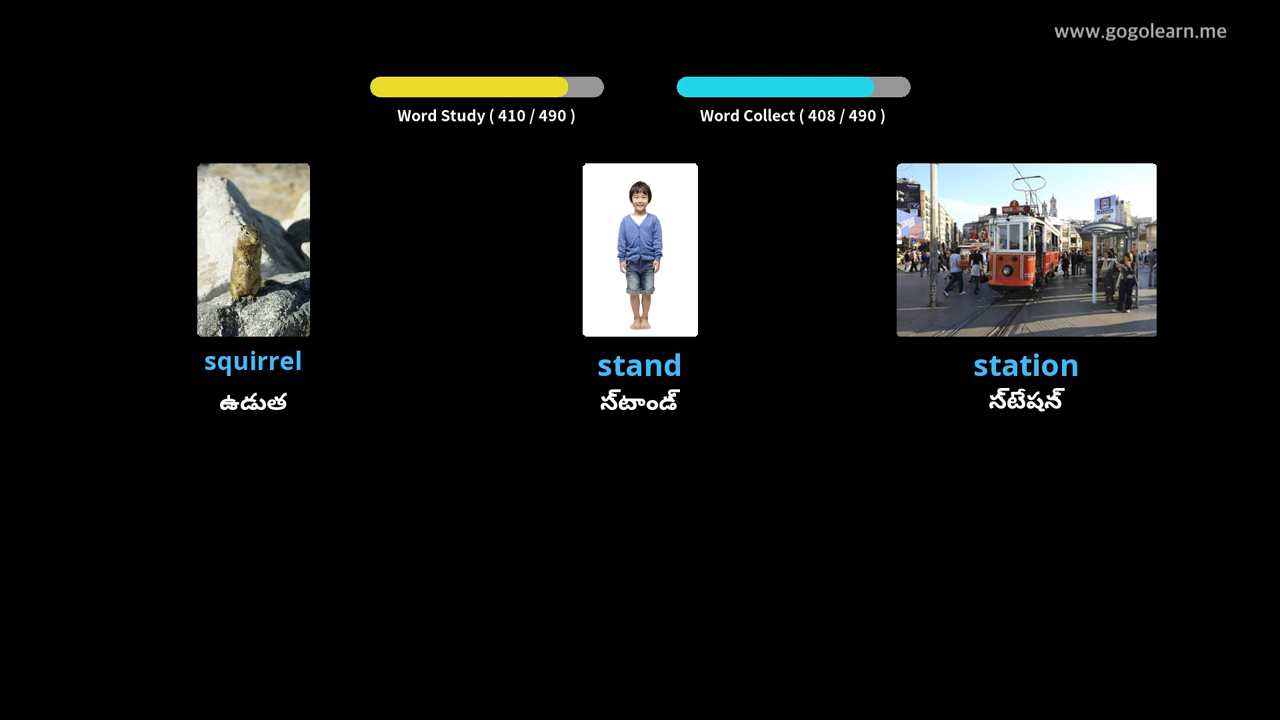 www.gogolearn.me
Word Study ( 410 / 490 )
Word Collect ( 408 / 490 )
squirrel
stand
station
ఉడుత
స్‌టాండ్
స్‌టేషన్